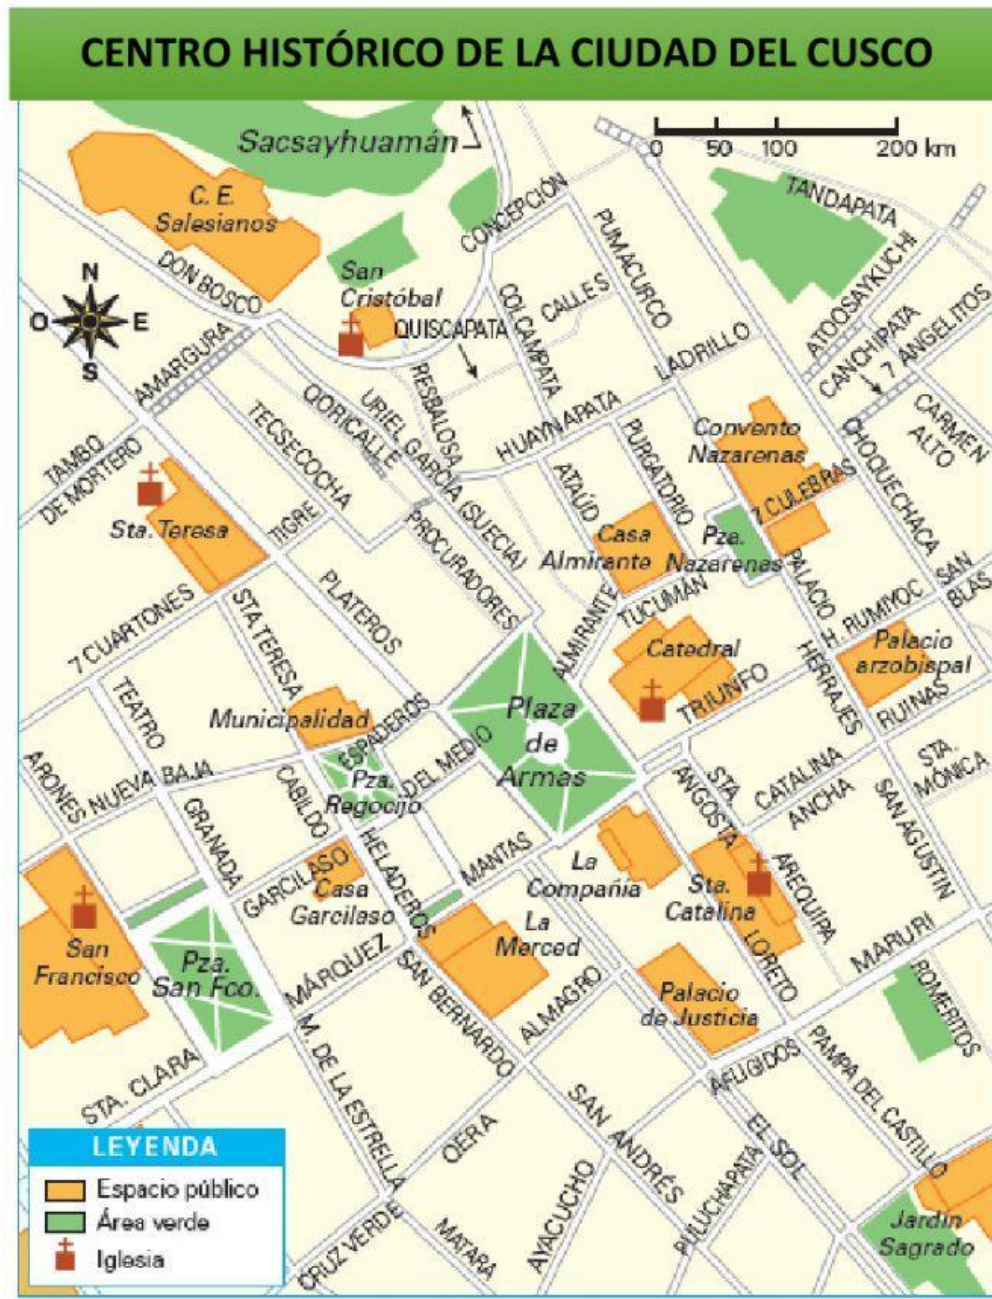 CENTRO HISTÓRICO DE LA CIUDAD DEL CUSCO
Sacsayhuamán
0 50 100 200 km
C. E.
Salesianos
CONCEPCIÓN
TANDAPATA
PUMACURCO
DON BOSCO
San
Cristóbal
N
O E
S
COLCAMPATA
CALLES
QUISCAPATA
ATOOSAYKUCHI
CANCHIPATA
7 ANGELITOS
AMARGURA
LADRILLO
RESBALOSA
URIEL GARCÍA (SUECIA)
QORICALLE
TECSECOCHA
HUAYNAPATA
CARMEN
ALTO
Convento
Nazarenas
CHOQUECHACA
TAMBO
DE MORTERO
PURGATORIO
ATAÚD
7 CULEBRAS
Sta. Teresa
TIGRE
PROCURADORES
Casa
Almirante
Pza.
Nazarenas
PLATEROS
7 CUARTONES
STA. TERESA
ALMIRANTE
TUCUMÁN
PALACIO
H. RUMIYOC
SAN
BLAS
Catedral
TRIUNFO
HERRAJES
Palacio
arzobispal
RUINAS
TEATRO
Municipalidad
ESPADEROS
Plaza
de
Armas
DEL MEDIO
Pza.
Regocijo
ARONES
NUEVA BAJA
CABILDO
STA.
CATALINA
ANGOSTA
ANCHA
STA.
MÓNICA
SAN AGUSTÍN
GRANADA
GARCILASO
Casa
Garcilaso
HELADEROS
MANTAS
La
Compañia
Sta.
Catalina
AREQUIPA
LORETO
MARURI
San
Francisco
Pza.
San Fco.
MÁRQUEZ
La
Merced
SAN BERNARDO
ALMAGRO
Palacio
de Justicia
ROMERITOS
STA. CLARA
M. DE LA ESTRELLA
AFLIGIDOS
PAMPA DEL CASTILLO
EL SOL
QERA
SAN ANDRÉS
AYACUCHO
PULUCHAPATA
CRUZ VERDE
MATARA
Jardín
Sagrado
LEYENDA
Espacio público
Área verde
Iglesia